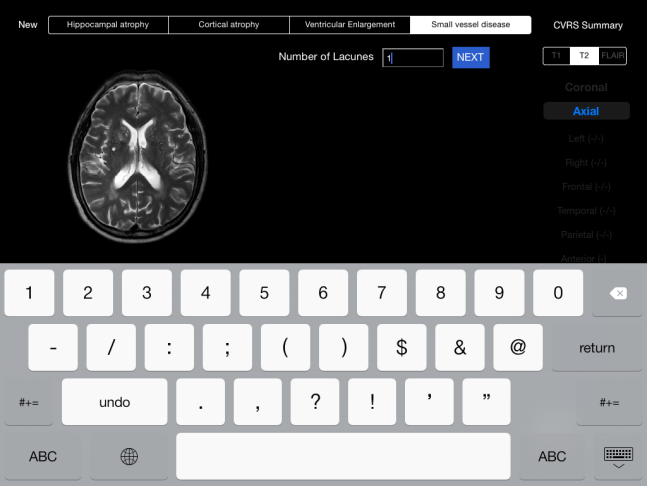 New Hippocampal atrophy Cortical atrophy Ventricular Enlargement Small vessel disease CVRS Summary
Number of Lacunes 1 NEXT T1 T2 FLAIR
Coronal
Axial
Left (-/-)
Right (-/-)
Frontal (-/-)
Temporal (-/-)
Parietal (-/-)
Anterior (-)
1 2 3 4 5 6 7 8 9 0
- / : ; ( ) $ & @ return
#+= undo . , ? ! ’ ” #+=
ABC ABC